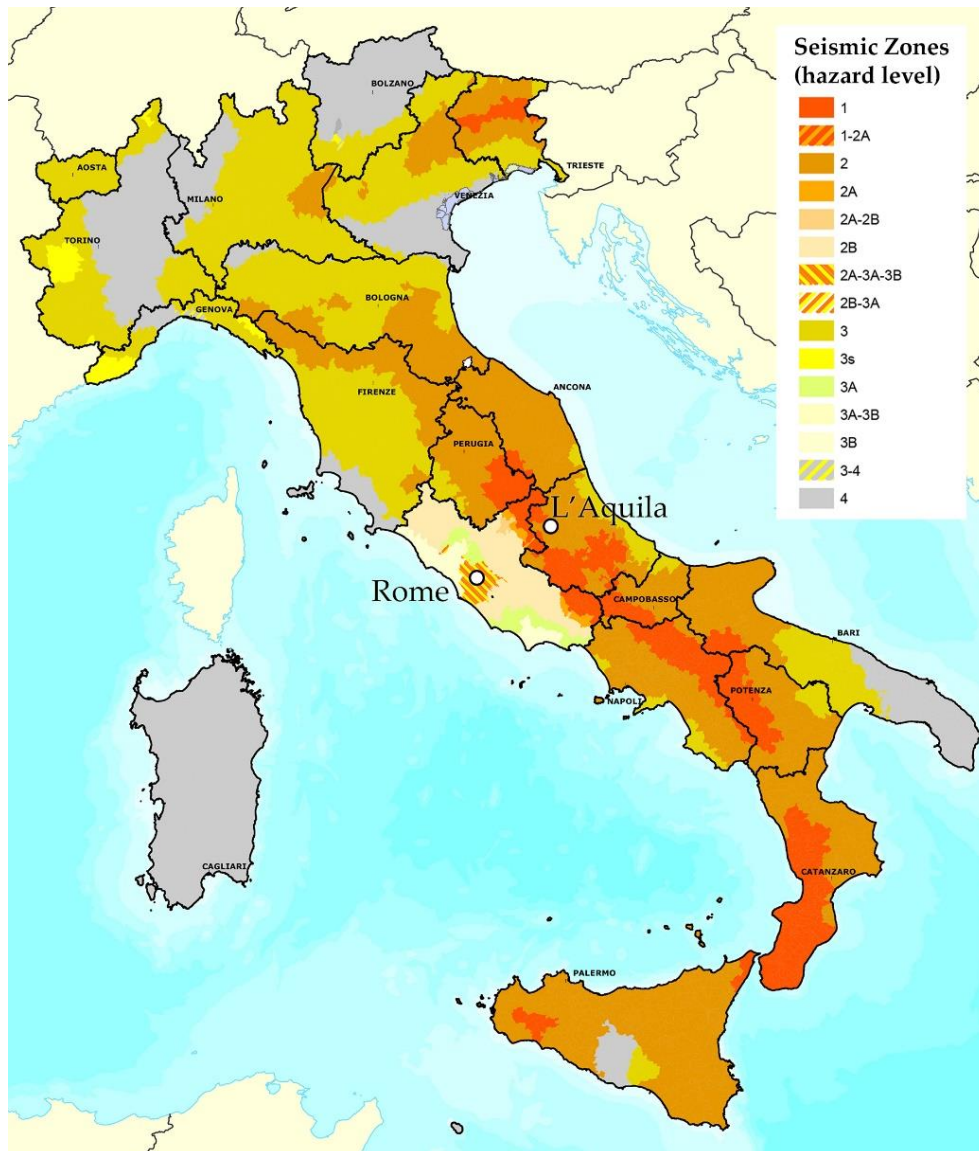 Seismic Zones
(hazard level)
1
1-2A
2
2A
2A-2B
2B
2A-3A-3B
2B-3A
3
3s
3A
3A-3B
3B
3-4
4
BOLZANO
TRIESTE
AOSTA
MILANO
VENEZIA
TORINO
BOLOGNA
GENOVA
ANCONA
FIRENZE
PERUGIA
L'Aquila
Rome
CAMPOBASSO
BARI
NAPOLI
POTENZA
CAGLIARI
CATANZARO
PALERMO